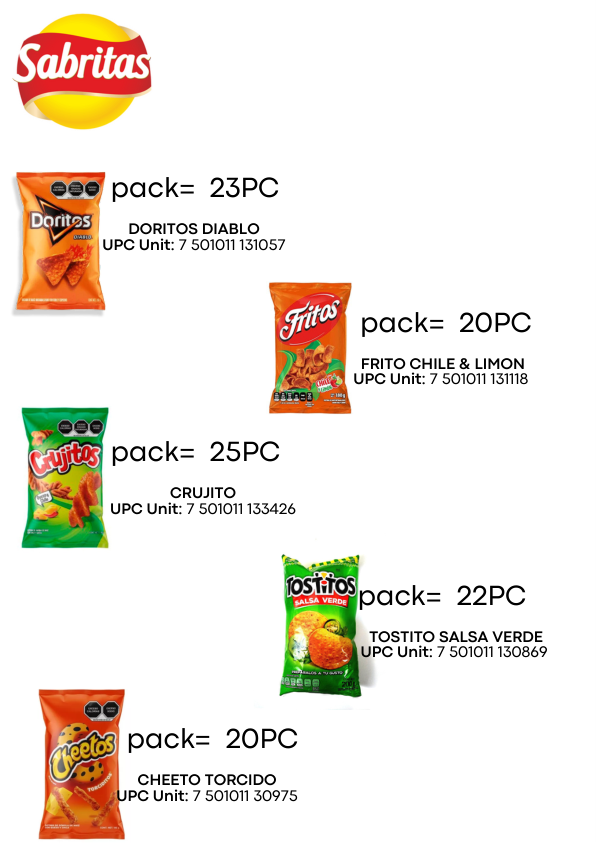 Sabritas
pack= 23PC
Doritos
DIABLO
DORITOS DIABLO
UPC Unit: 7 501011 131057
pack= 20PC
Fritos
FRITO CHILE & LIMON
UPC Unit: 7 501011 131118
pack= 25PC
Crujitos
CRUJITO
UPC Unit: 7 501011 133426
TOSTITOS
SALSA VERDE
pack= 22PC
TOSTITO SALSA VERDE
UPC Unit: 7 501011 130869
pack= 20PC
Cheetos
TORCIDITOS
CHEETO TORCIDO
UPC Unit: 7 501011 30975